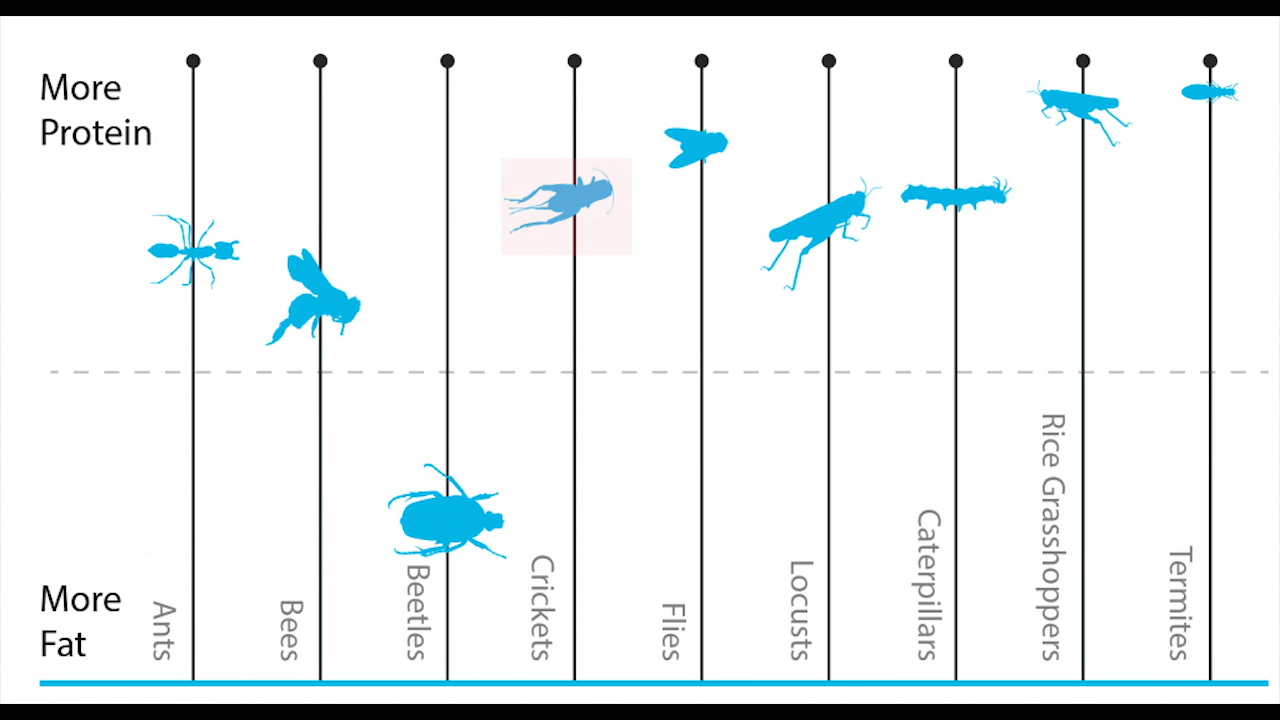 More
Protein
More
Fat
Ants
Bees
Beetles
Crickets
Flies
Locusts
Caterpillars
Rice Grasshoppers
Termites